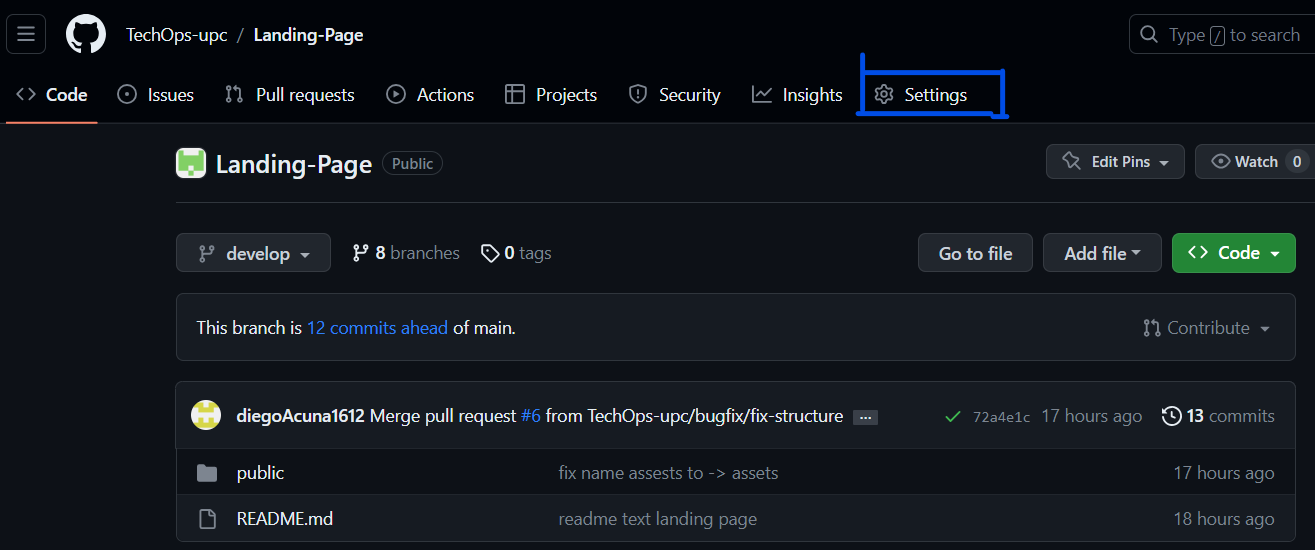 TechOps-upc / Landing-Page
Type / to search
Code Issues Pull requests Actions Projects Security Insights Settings
Landing-Page Public
Edit Pins Watch 0
develop 8 branches 0 tags Go to file Add file Code
This branch is 12 commits ahead of main. Contribute
diegoAcuna1612 Merge pull request #6 from TechOps-upc/bugfix/fix-structure ... 72a4e1c 17 hours ago 13 commits
public fix name assests to -> assets 17 hours ago
README.md readme text landing page 18 hours ago